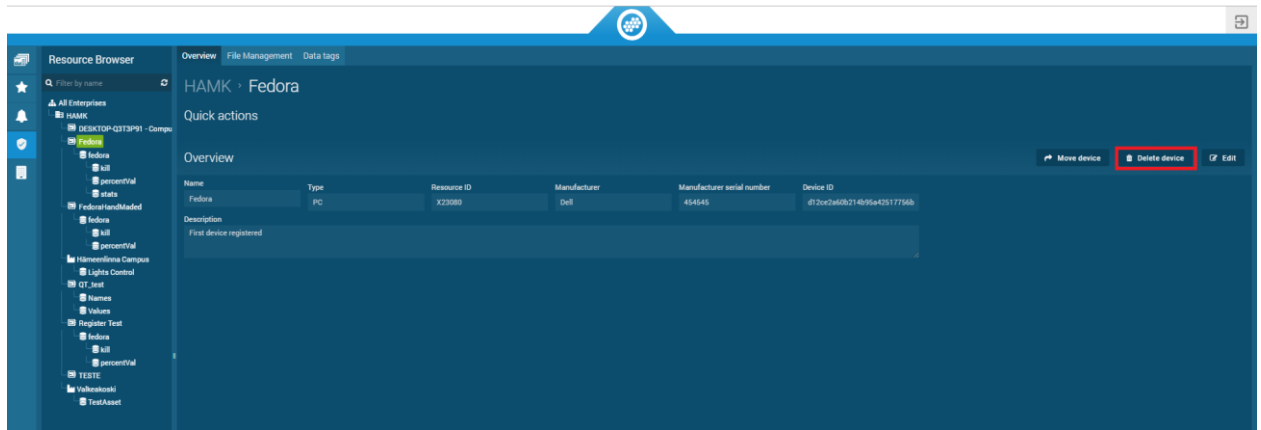 Resource Browser
Filter by name
All Enterprises
HAMK
DESKTOP-Q3T3P91 - Compu
Fedora
fedora
kill
percentVal
stats
FedoraHandMaded
fedora
kill
percentVal
Hämeenlinna Campus
Lights Control
QT_test
Names
Values
Register Test
fedora
kill
percentVal
TESTE
Valkeakoski
TestAsset
Overview File Management Data tags
HAMK › Fedora
Quick actions
Overview
Move device Delete device Edit
Name Type Resource ID Manufacturer Manufacturer serial number Device ID
Fedora PC X23080 Dell 454545 d12ce2a60b214b95a42517756b
Description
First device registered